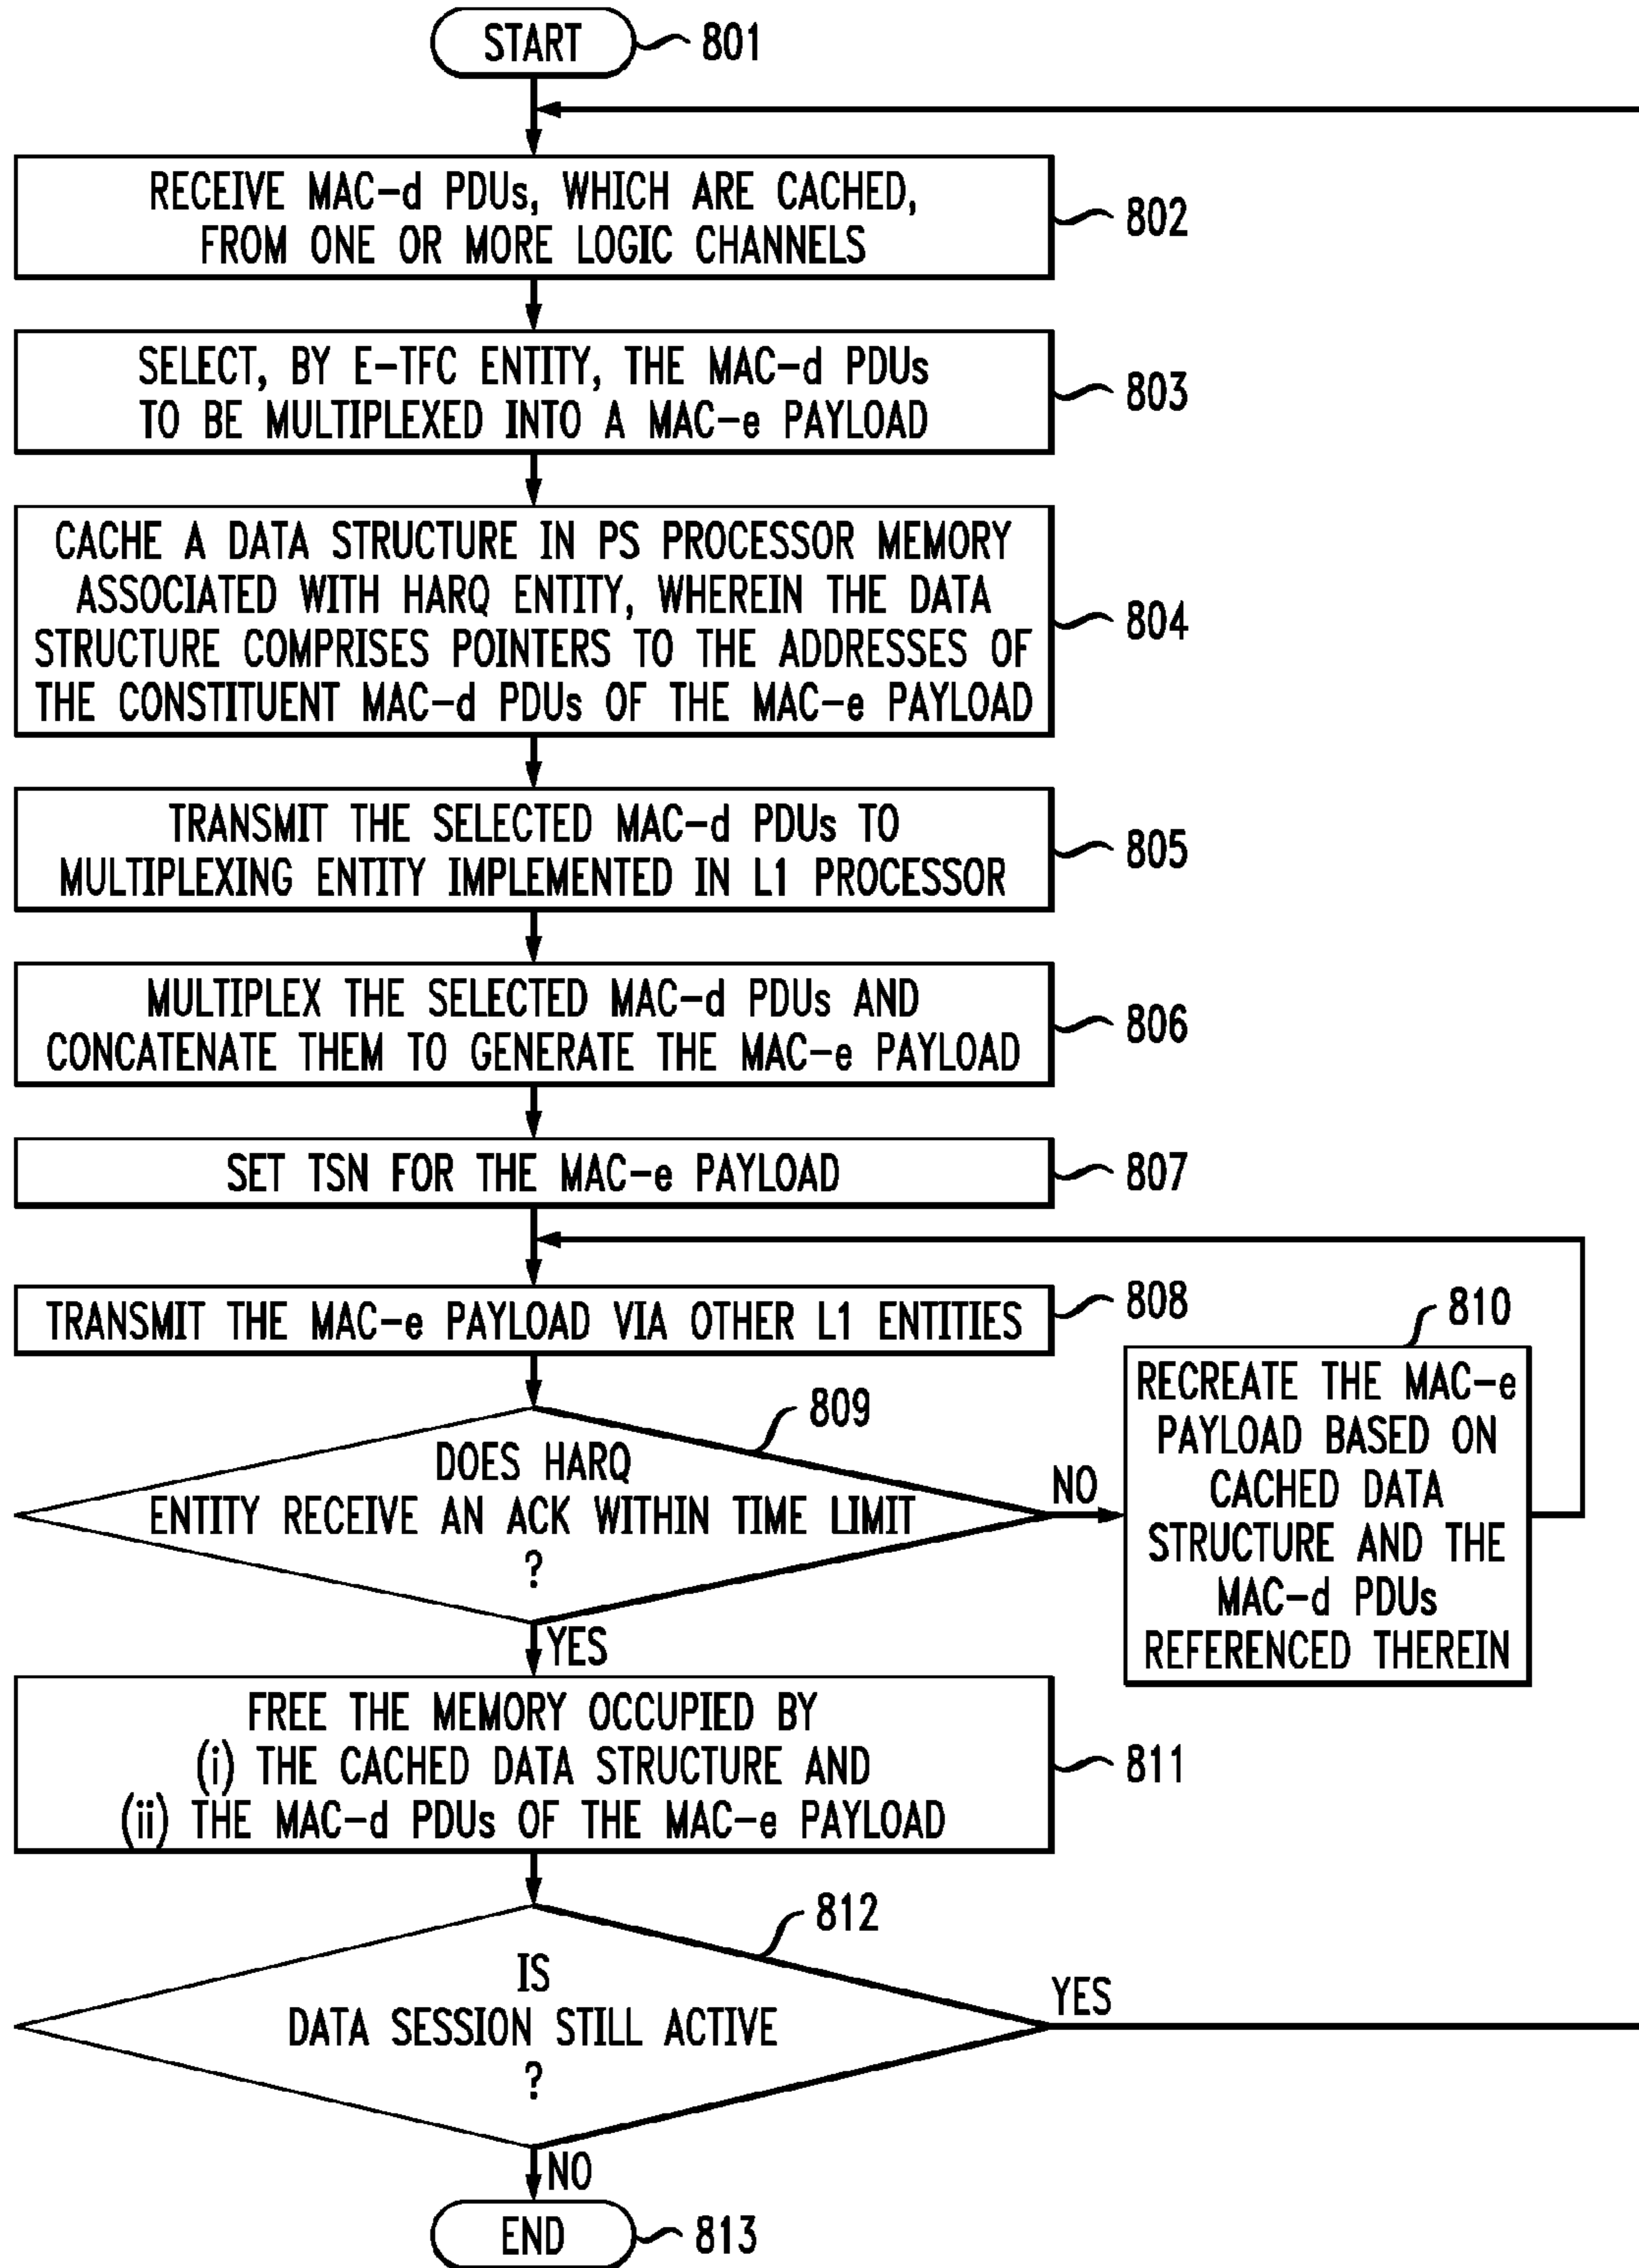 START
801
RECEIVE MAC-d PDUs, WHICH ARE CACHED,
FROM ONE OR MORE LOGIC CHANNELS
802
SELECT, BY E-TFC ENTITY, THE MAC-d PDUs
TO BE MULTIPLEXED INTO A MAC-e PAYLOAD
803
CACHE A DATA STRUCTURE IN PS PROCESSOR MEMORY
ASSOCIATED WITH HARQ ENTITY, WHEREIN THE DATA
STRUCTURE COMPRISES POINTERS TO THE ADDRESSES OF
THE CONSTITUENT MAC-d PDUs OF THE MAC-e PAYLOAD
804
TRANSMIT THE SELECTED MAC-d PDUs TO
MULTIPLEXING ENTITY IMPLEMENTED IN L1 PROCESSOR
805
MULTIPLEX THE SELECTED MAC-d PDUs AND
CONCATENATE THEM TO GENERATE THE MAC-e PAYLOAD
806
SET TSN FOR THE MAC-e PAYLOAD
807
TRANSMIT THE MAC-e PAYLOAD VIA OTHER L1 ENTITIES
808
DOES HARQ
ENTITY RECEIVE AN ACK WITHIN TIME LIMIT
?
809
NO
810
RECREATE THE MAC-e
PAYLOAD BASED ON
CACHED DATA
STRUCTURE AND THE
MAC-d PDUs
REFERENCED THEREIN
YES
FREE THE MEMORY OCCUPIED BY
(i) THE CACHED DATA STRUCTURE AND
(ii) THE MAC-d PDUs OF THE MAC-e PAYLOAD
811
IS
DATA SESSION STILL ACTIVE
?
812
YES
NO
END
813